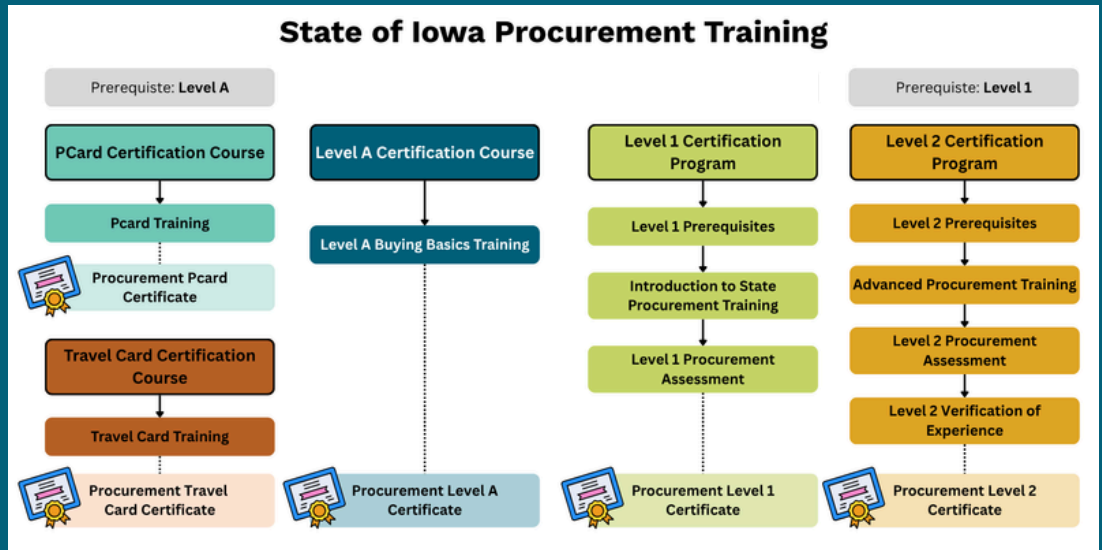 State of Iowa Procurement Training
Prerequiste: Level A
PCard Certification Course
Pcard Training
Procurement Pcard
Certificate
Travel Card Certification
Course
Travel Card Training
Procurement Travel
Card Certificate
Level A Certification Course
Level A Buying Basics Training
Procurement Level A
Certificate
Level 1 Certification
Program
Level 1 Prerequisites
Introduction to State
Procurement Training
Level 1 Procurement
Assessment
Procurement Level 1
Certificate
Prerequiste: Level 1
Level 2 Certification
Program
Level 2 Prerequisites
Advanced Procurement Training
Level 2 Procurement
Assessment
Level 2 Verification of
Experience
Procurement Level 2
Certificate